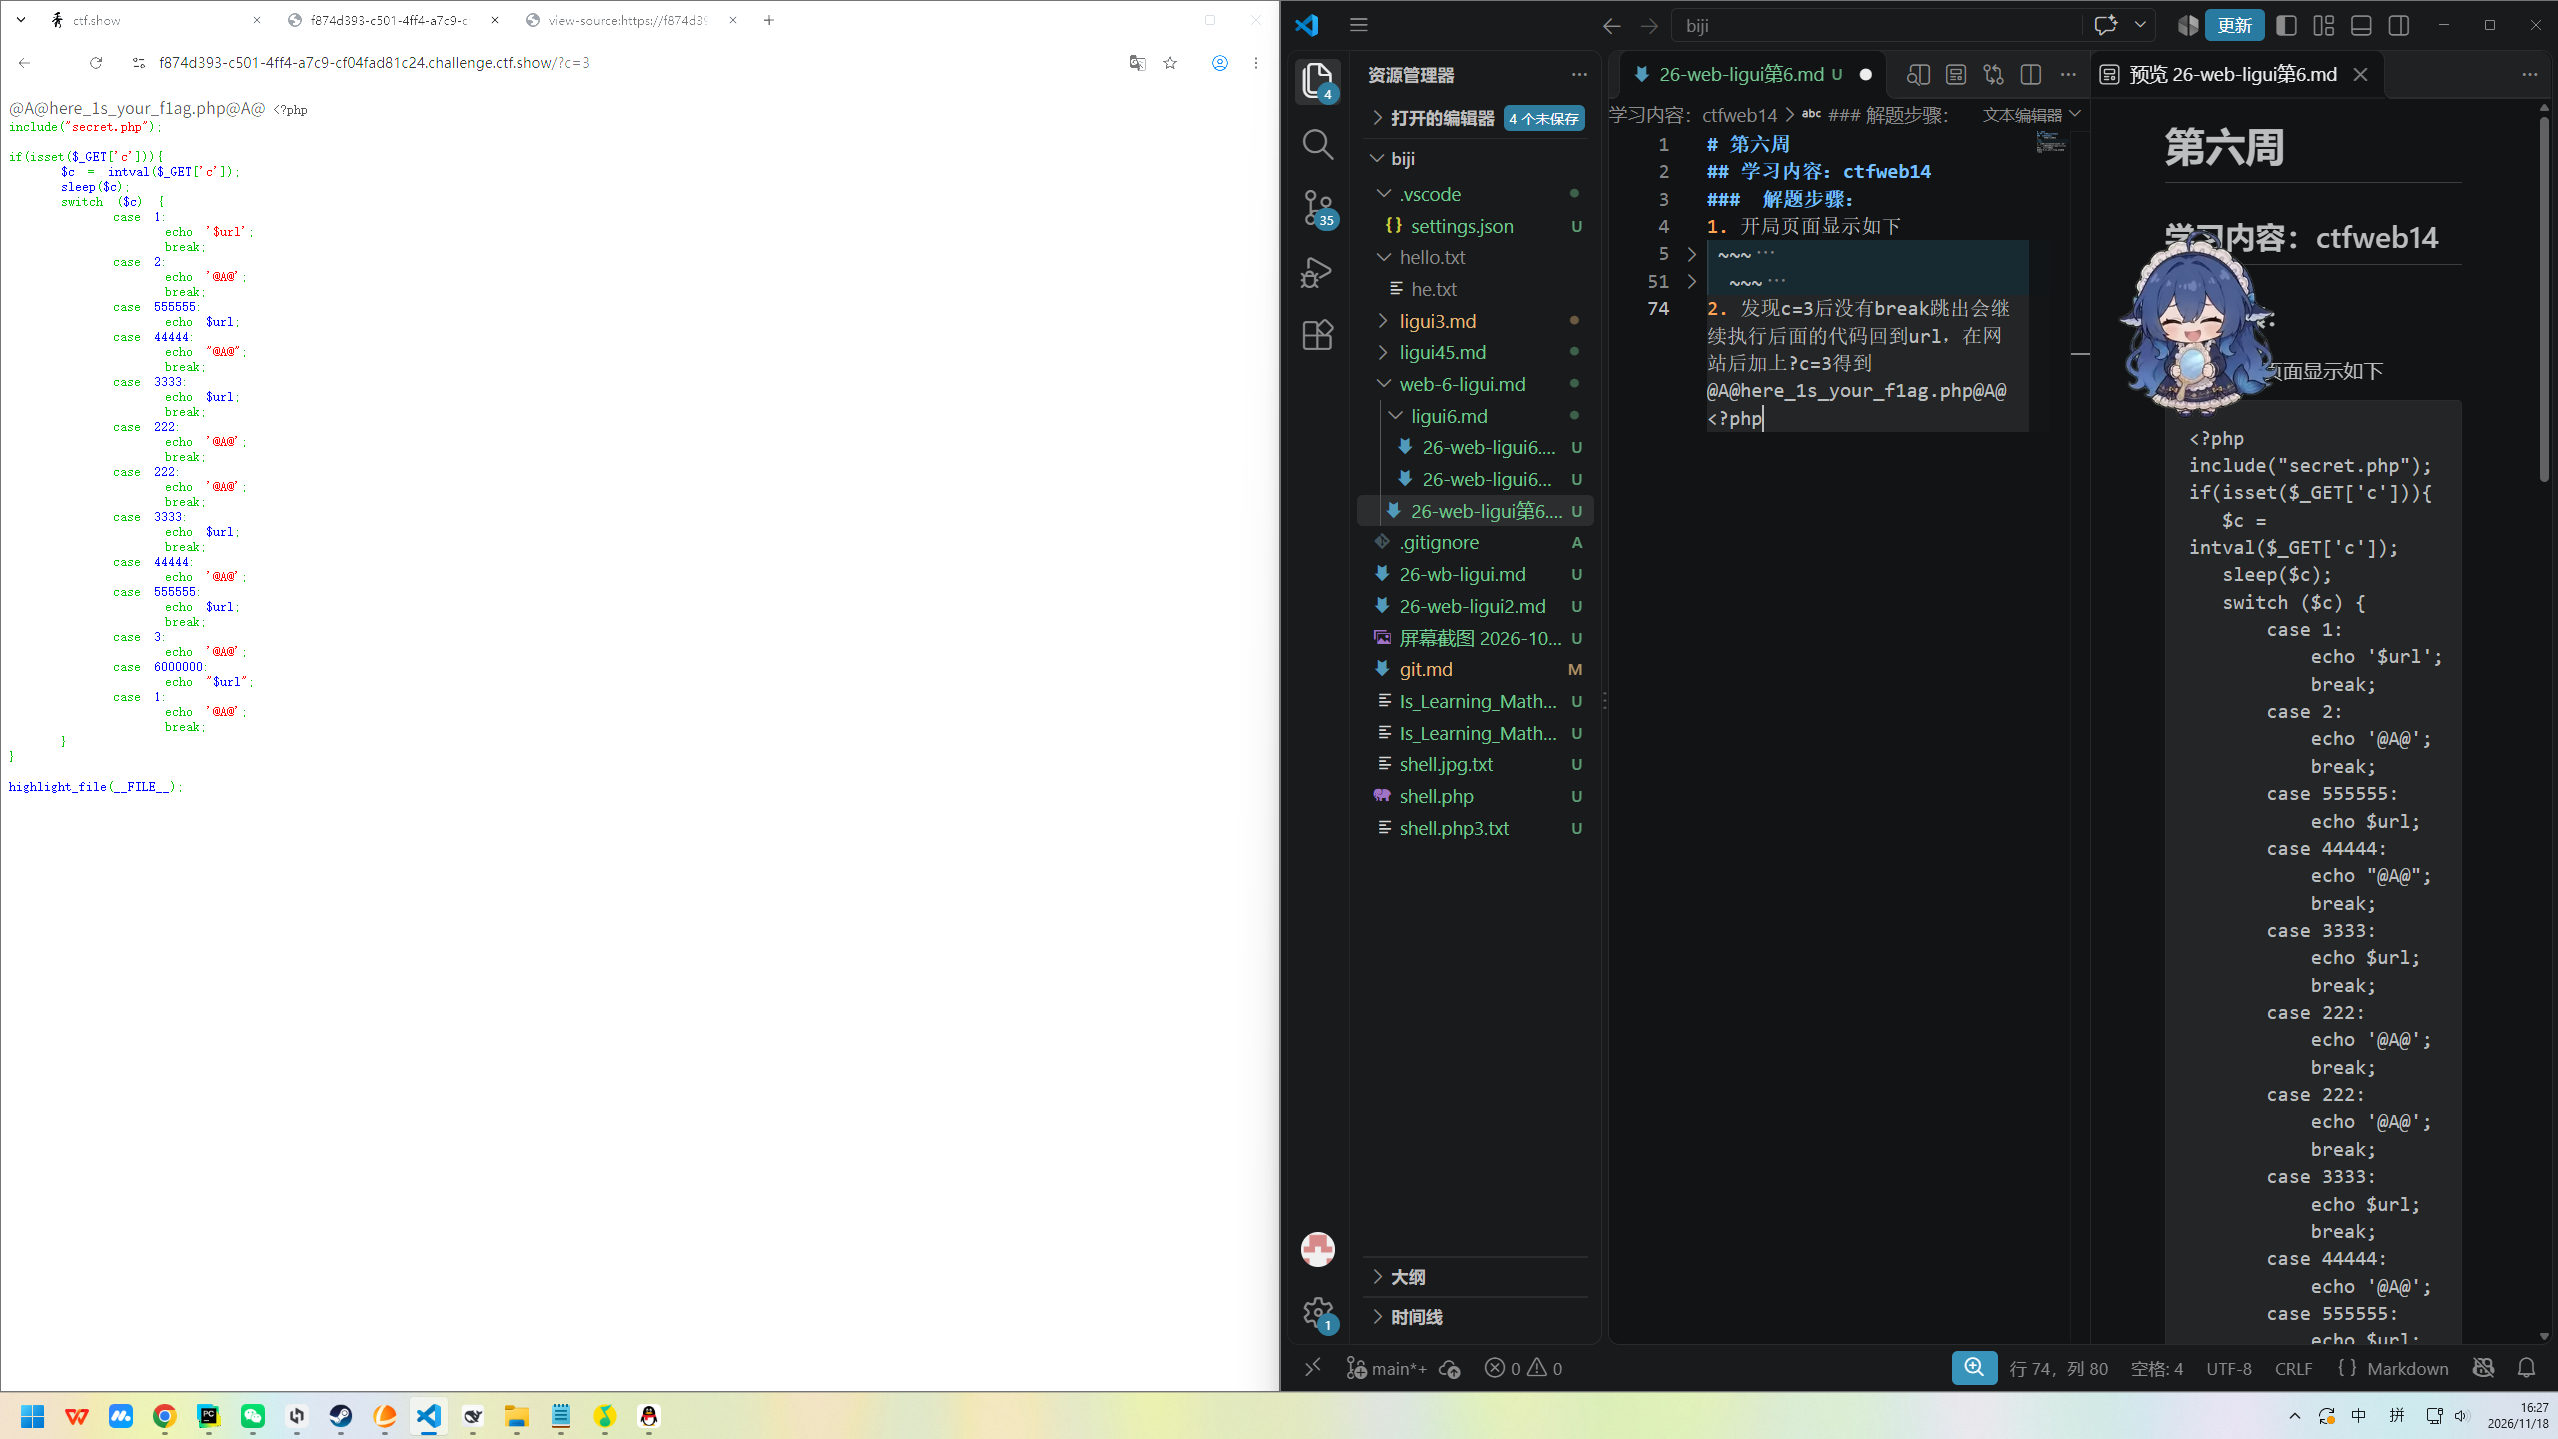 ctf.show
f874d393-c501-4ff4-a7c9-c
view-source:https://f874d39
f874d393-c501-4ff4-a7c9-cf04fad81c24.challenge.ctf.show/?c=3
@A@here_1s_your_f1ag.php@A@ <?php
include("secret.php");
if(isset($_GET['c'])){
$c = intval($_GET['c']);
sleep($c);
switch ($c) {
case 1:
echo '$url';
break;
case 2:
echo '@A@';
break;
case 555555:
echo $url;
case 44444:
echo "@A@";
break;
case 3333:
echo $url;
break;
case 222:
echo '@A@';
break;
case 222:
echo '@A@';
break;
case 3333:
echo $url;
break;
case 44444:
echo '@A@';
case 555555:
echo $url;
break;
case 3:
echo '@A@';
case 6000000:
echo "$url";
case 1:
echo '@A@';
break;
}
}
highlight_file(__FILE__);
biji
更新
资源管理器
打开的编辑器 4 个未保存
biji
.vscode
settings.json U
hello.txt
he.txt
ligui3.md
ligui45.md
web-6-ligui.md
ligui6.md
26-web-ligui6.... U
26-web-ligui6... U
26-web-ligui第6.... U
.gitignore A
26-wb-ligui.md U
26-web-ligui2.md U
屏幕截图 2026-10... U
git.md M
Is_Learning_Math... U
Is_Learning_Math... U
shell.jpg.txt U
shell.php U
shell.php3.txt U
大纲
时间线
4
35
1
26-web-ligui第6.md U
学习内容：ctfweb14 > abc ### 解题步骤： 文本编辑器
1 # 第六周
2 ## 学习内容：ctfweb14
3 ### 解题步骤：
4 1. 开局页面显示如下
5 ~~~ ...
51 ~~~ ...
74 2. 发现c=3后没有break跳出会继
续执行后面的代码回到url，在网
站后加上?c=3得到
@A@here_1s_your_f1ag.php@A@
<?php
预览 26-web-ligui第6.md
第六周
学习内容：ctfweb14
页面显示如下
<?php
include("secret.php");
if(isset($_GET['c'])){
$c =
intval($_GET['c']);
sleep($c);
switch ($c) {
case 1:
echo '$url';
break;
case 2:
echo '@A@';
break;
case 555555:
echo $url;
case 44444:
echo "@A@";
break;
case 3333:
echo $url;
break;
case 222:
echo '@A@';
break;
case 222:
echo '@A@';
break;
case 3333:
echo $url;
break;
case 44444:
echo '@A@';
case 555555:
echo $url;
main*+
0 0
行 74，列 80
空格: 4
UTF-8
CRLF
{ } Markdown
中
拼
16:27
2026/11/18